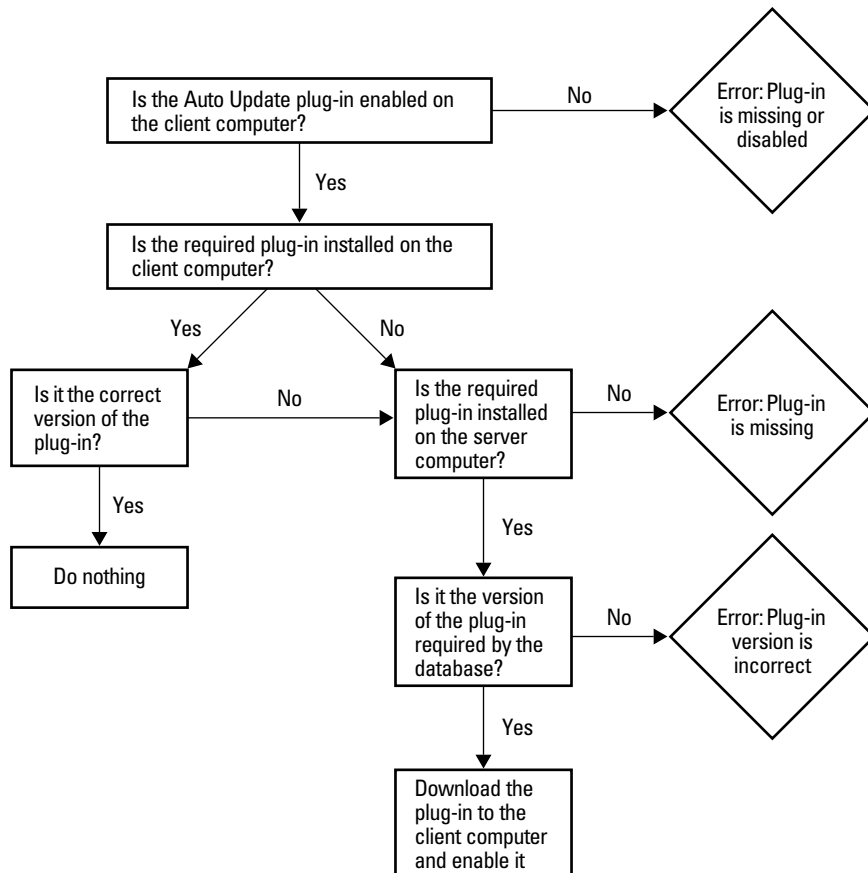 Is the Auto Update plug-in enabled on
the client computer?
No
Error: Plug-in
is missing or
disabled
Yes
Is the required plug-in installed on the
client computer?
Yes
No
Is it the correct
version of the
plug-in?
No
Is the required
plug-in installed
on the server
computer?
No
Error: Plug-in
is missing
Yes
Yes
Do nothing
Is it the version
of the plug-in
required by the
database?
No
Error: Plug-in
version is
incorrect
Yes
Download the
plug-in to the
client computer
and enable it